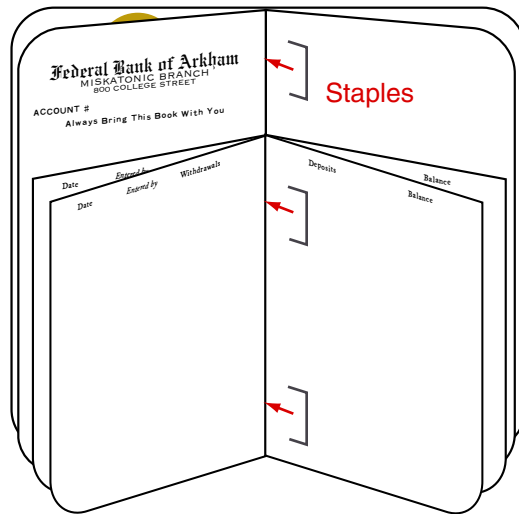 Federal Bank of Arkham
MISKATONIC BRANCH
800 COLLEGE STREET
Staples
ACCOUNT #
Always Bring This Book With You
Date Entered by Withdrawals Deposits Balance
Date Entered by Balance